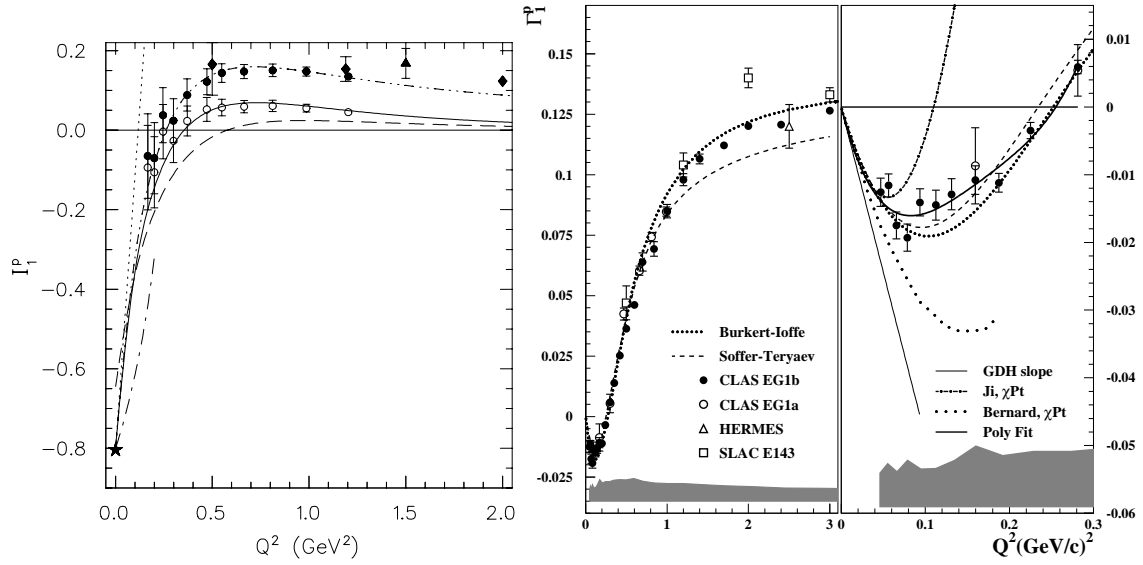 0.2
0.0
−0.2
−0.4
−0.6
−0.8
I₁ᵖ
0.0 0.5 1.0 1.5 2.0
Q² (GeV²)
Γ₁ᵖ
0.15
0.125
0.1
0.075
0.05
0.025
0
-0.025
Burkert-Ioffe
Soffer-Teryaev
CLAS EG1b
CLAS EG1a
HERMES
SLAC E143
0 1 2 3
0.01
0
-0.01
-0.02
-0.03
-0.04
-0.05
-0.06
GDH slope
Ji, χPt
Bernard, χPt
Poly Fit
0 0.1 0.2 0.3
Q²(GeV/c)²